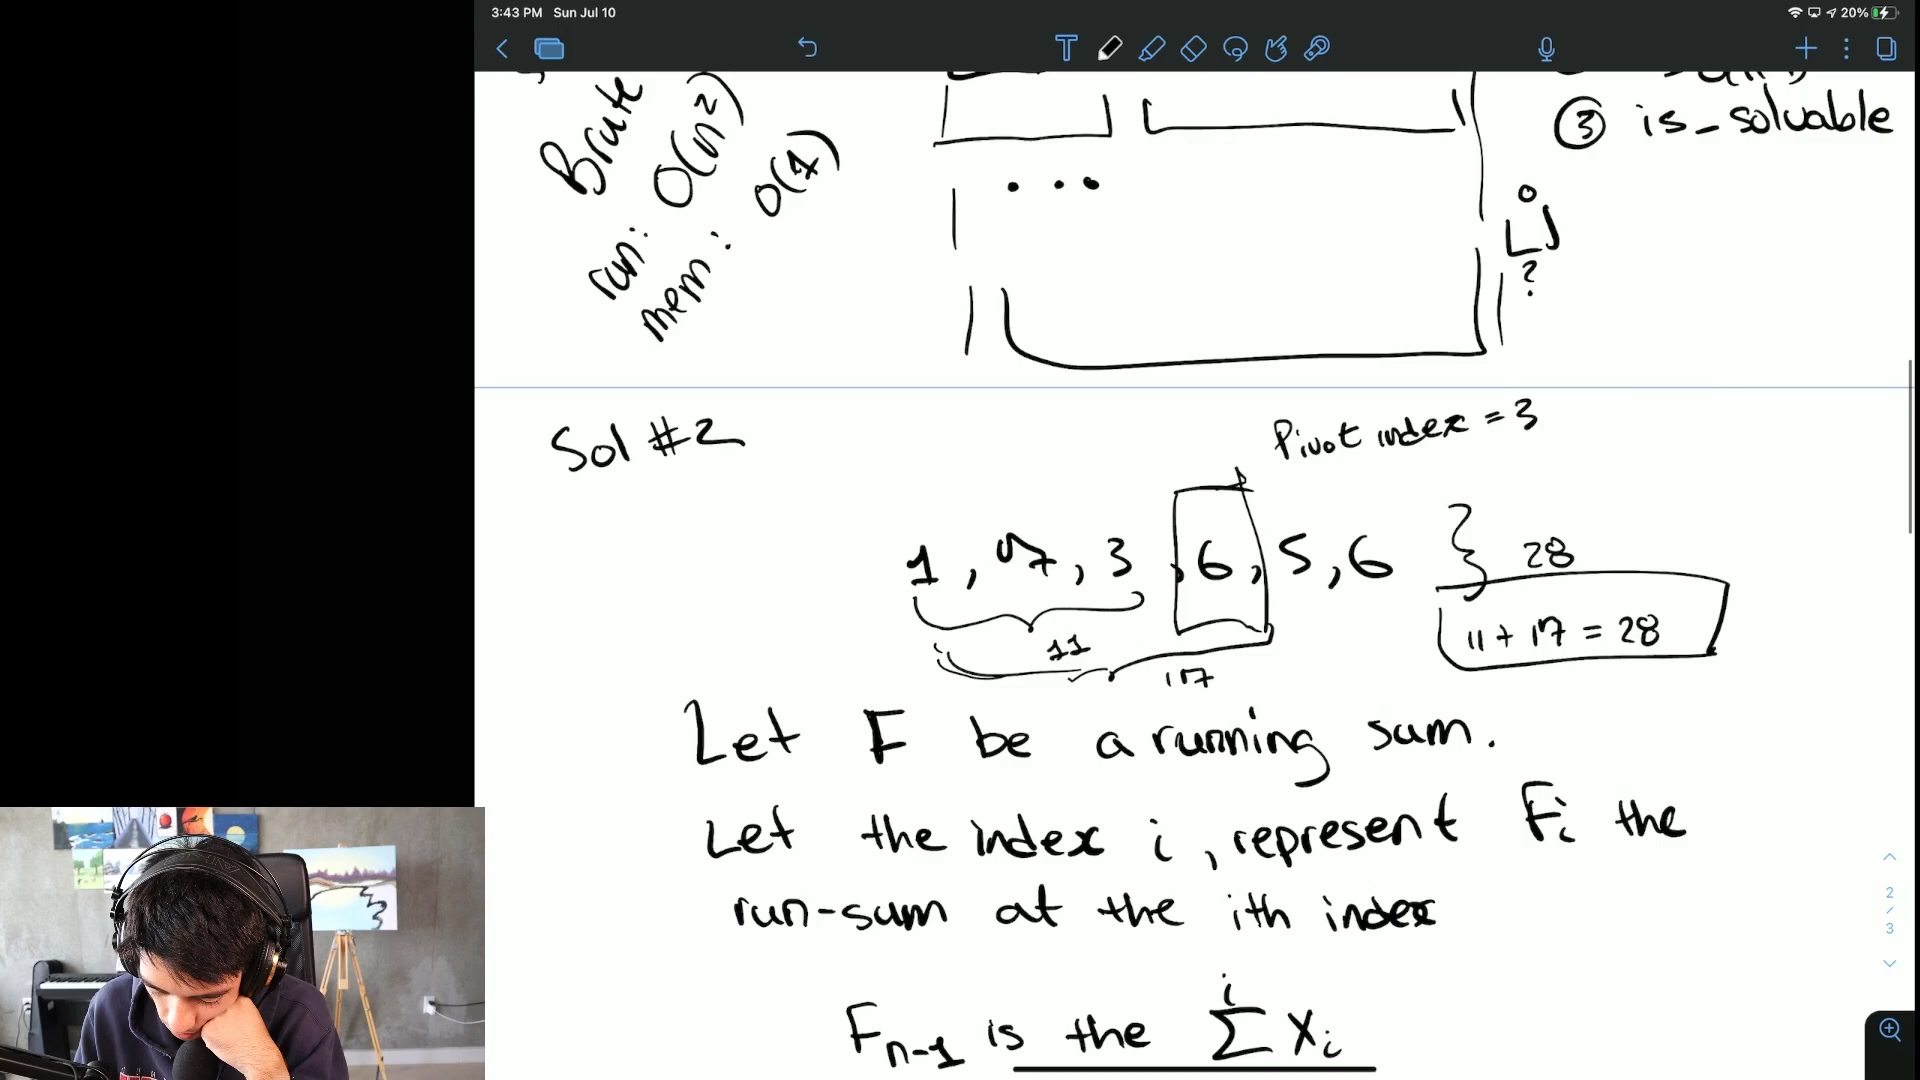 3:43 PM Sun Jul 10
20%
Brute
run: O(n²)
mem: O(1)
③ is_solvable
?
Sol #2
Pivot index = 3
1, 7, 3, 6, 5, 6 } 28
11
17
11 + 17 = 28
Let F be a running sum.
Let the index i, represent Fi the
run-sum at the ith index
Fn-1 is the i ∑ Xi
2
/
3